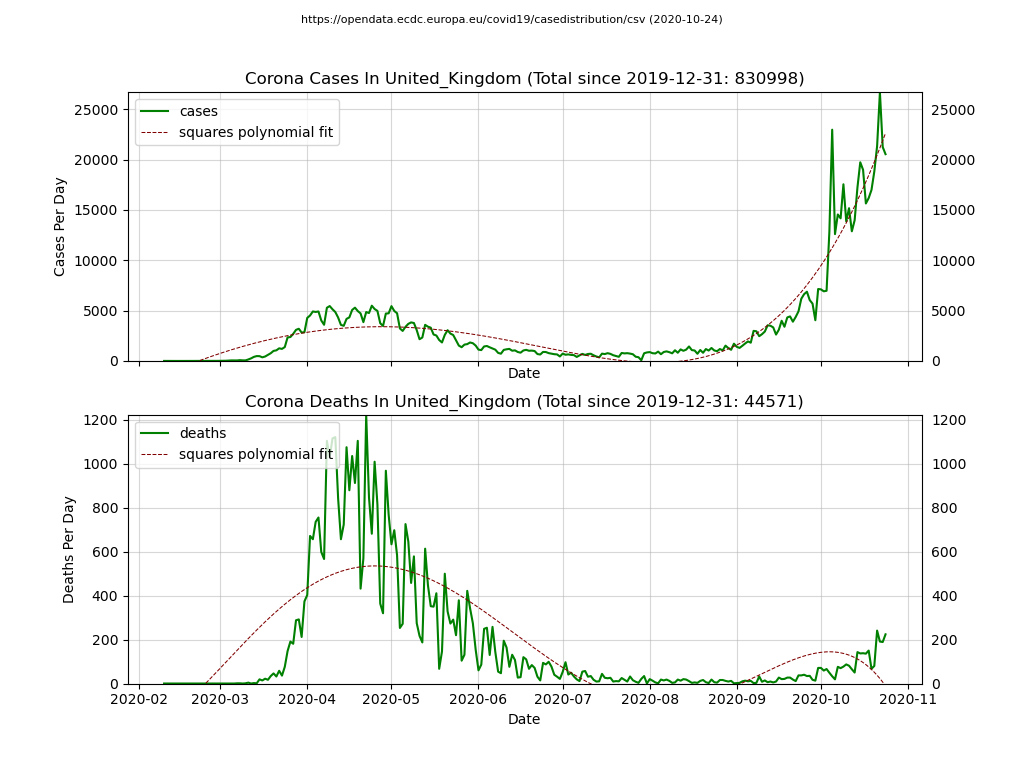 https://opendata.ecdc.europa.eu/covid19/casedistribution/csv (2020-10-24)
Corona Cases In United_Kingdom (Total since 2019-12-31: 830998)
cases
squares polynomial fit
Cases Per Day
25000
20000
15000
10000
5000
0
25000
20000
15000
10000
5000
0
Date
Corona Deaths In United_Kingdom (Total since 2019-12-31: 44571)
deaths
squares polynomial fit
Deaths Per Day
1200
1000
800
600
400
200
0
1200
1000
800
600
400
200
0
2020-02 2020-03 2020-04 2020-05 2020-06 2020-07 2020-08 2020-09 2020-10 2020-11
Date